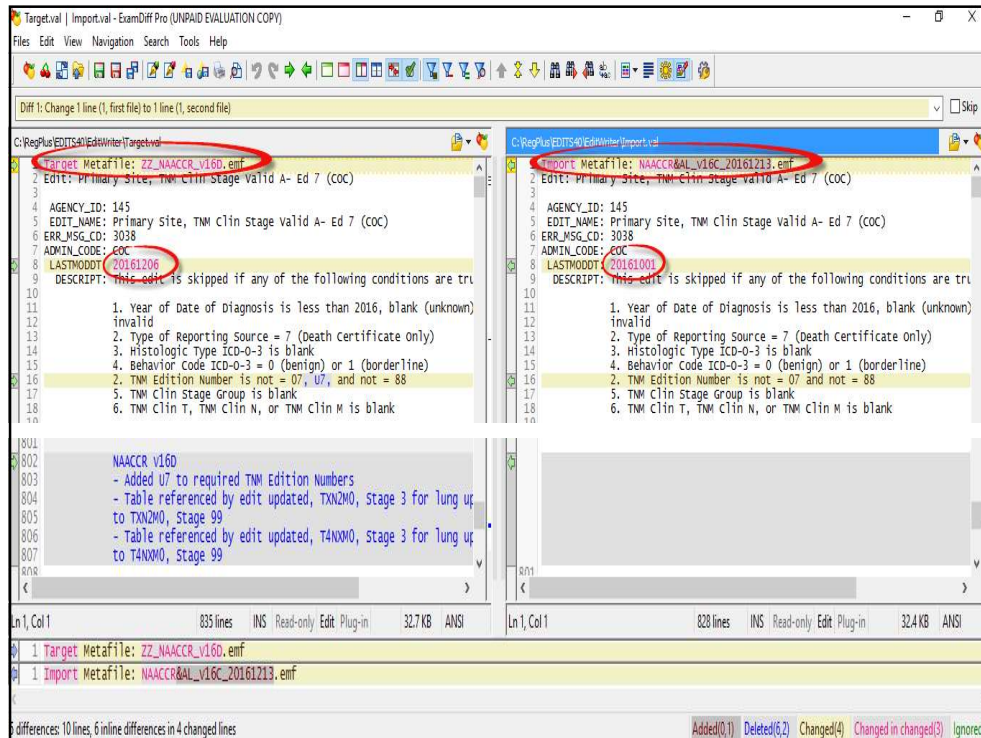 Target.val | Import.val - ExamDiff Pro (UNPAID EVALUATION COPY)
Files Edit View Navigation Search Tools Help
Diff 1: Change 1 line (1, first file) to 1 line (1, second file)
Skip
C:\RegPlus\EDITS40\EditWriter\Target.val
1 Target Metafile: ZZ_NAACCR_v16D.emf
2 Edit: Primary Site, TNM Clin Stage Valid A- Ed 7 (COC)
3
4 AGENCY_ID: 145
5 EDIT_NAME: Primary Site, TNM Clin Stage Valid A- Ed 7 (COC)
6 ERR_MSG_CD: 3038
7 ADMIN_CODE: COC
8 LASTMODDT: 20161206
9 DESCRIPT: This edit is skipped if any of the following conditions are tru
10
11 1. Year of Date of Diagnosis is less than 2016, blank (unknown)
12 invalid
13 2. Type of Reporting Source = 7 (Death Certificate Only)
14 3. Histologic Type ICD-O-3 is blank
15 4. Behavior Code ICD-O-3 = 0 (benign) or 1 (borderline)
16 2. TNM Edition Number is not = 07, U7, and not = 88
17 5. TNM Clin Stage Group is blank
18 6. TNM Clin T, TNM Clin N, or TNM Clin M is blank
801
802 NAACCR v16D
803 - Added U7 to required TNM Edition Numbers
804 - Table referenced by edit updated, TXN2M0, Stage 3 for lung up
805 to TXN2M0, Stage 99
806 - Table referenced by edit updated, T4NXM0, Stage 3 for lung up
807 to T4NXM0, Stage 99
808
Ln 1, Col 1 835 lines INS Read-only Edit Plug-in 32.7 KB ANSI
C:\RegPlus\EDITS40\EditWriter\Import.val
1 Import Metafile: NAACCR&AL_v16C_20161213.emf
2 Edit: Primary Site, TNM Clin Stage Valid A- Ed 7 (COC)
3
4 AGENCY_ID: 145
5 EDIT_NAME: Primary Site, TNM Clin Stage Valid A- Ed 7 (COC)
6 ERR_MSG_CD: 3038
7 ADMIN_CODE: COC
8 LASTMODDT: 20161001
9 DESCRIPT: This edit is skipped if any of the following conditions are tru
10
11 1. Year of Date of Diagnosis is less than 2016, blank (unknown)
12 invalid
13 2. Type of Reporting Source = 7 (Death Certificate Only)
14 3. Histologic Type ICD-O-3 is blank
15 4. Behavior Code ICD-O-3 = 0 (benign) or 1 (borderline)
16 2. TNM Edition Number is not = 07 and not = 88
17 5. TNM Clin Stage Group is blank
18 6. TNM Clin T, TNM Clin N, or TNM Clin M is blank
801
Ln 1, Col 1 828 lines INS Read-only Edit Plug-in 32.4 KB ANSI
1 Target Metafile: ZZ_NAACCR_v16D.emf
1 Import Metafile: NAACCR&AL_v16C_20161213.emf
differences: 10 lines, 6 inline differences in 4 changed lines
Added(0,1) Deleted(6,2) Changed(4) Changed in changed(3) Ignored